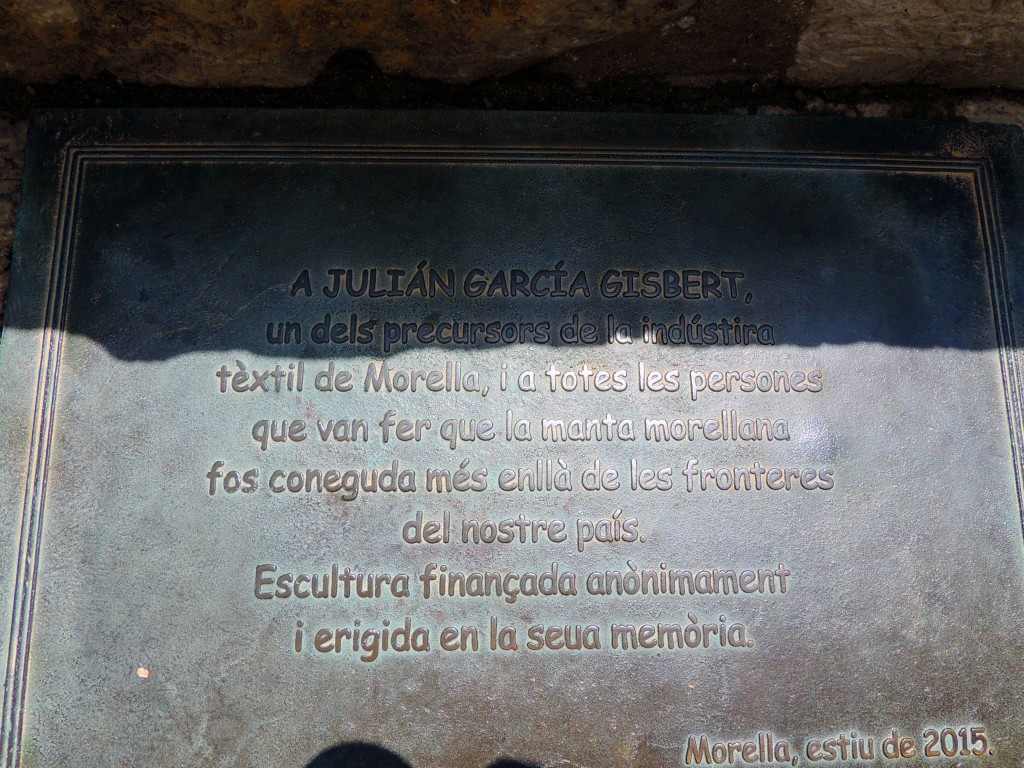 A JULIÁN GARCÍA GISBERT,
un dels precursors de la indústira
tèxtil de Morella, i a totes les persones
que van fer que la manta morellana
fos coneguda més enllà de les fronteres
del nostre país.
Escultura finançada anònimament
i erigida en la seua memòria.
Morella, estiu de 2015.